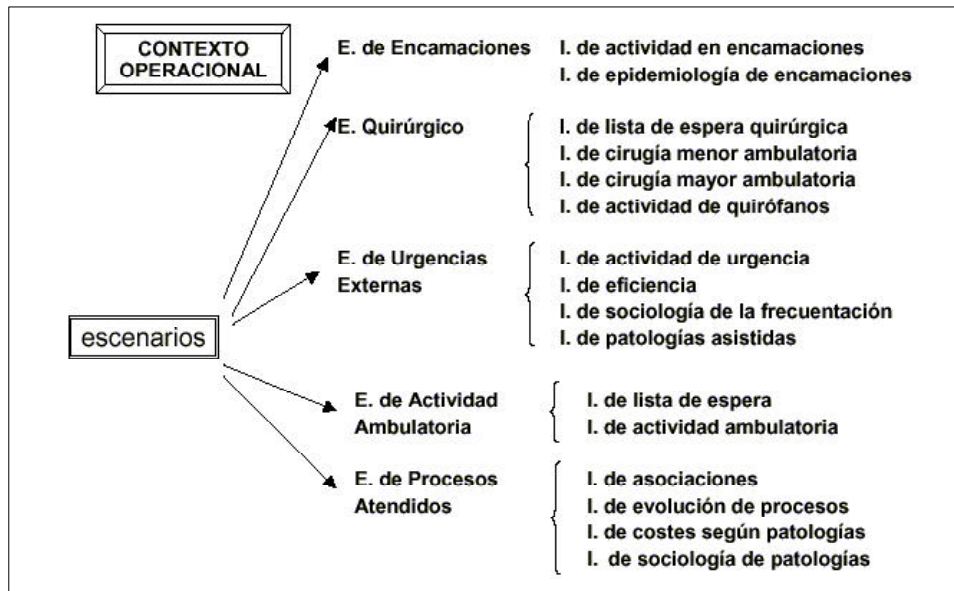 CONTEXTO
OPERACIONAL
E. de Encamaciones
I. de actividad en encamaciones
I. de epidemiología de encamaciones
E. Quirúrgico
I. de lista de espera quirúrgica
I. de cirugía menor ambulatoria
I. de cirugía mayor ambulatoria
I. de actividad de quirófanos
E. de Urgencias
Externas
I. de actividad de urgencia
I. de eficiencia
I. de sociología de la frecuentación
I. de patologías asistidas
escenarios
E. de Actividad
Ambulatoria
I. de lista de espera
I. de actividad ambulatoria
E. de Procesos
Atendidos
I. de asociaciones
I. de evolución de procesos
I. de costes según patologías
I. de sociología de patologías